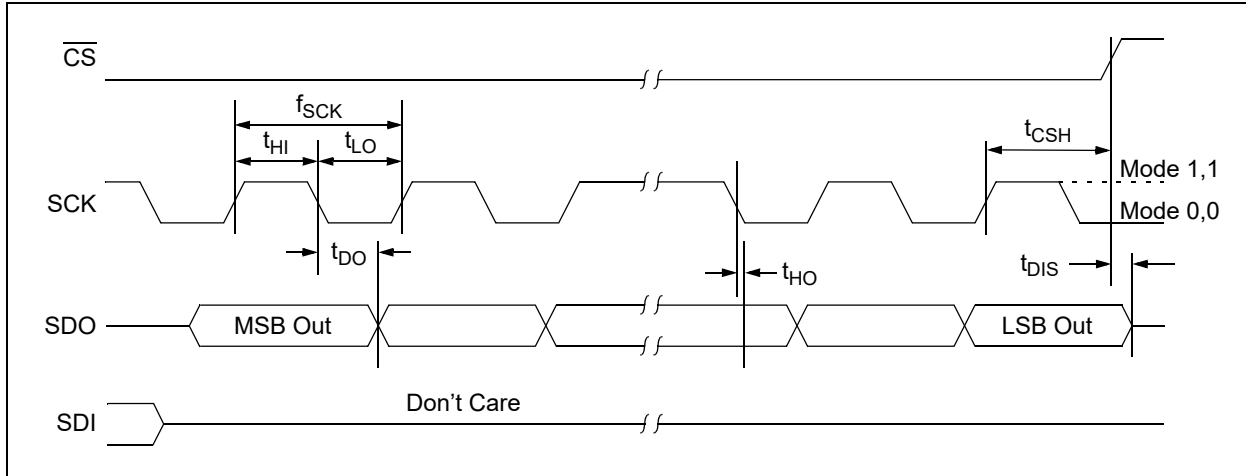 CS
fSCK
tHI
tLO
tCSH
Mode 1,1
SCK
Mode 0,0
tDO
tHO
tDIS
SDO
MSB Out
LSB Out
Don't Care
SDI